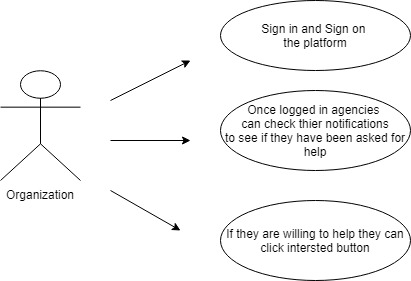 Sign in and Sign on
the platform
Once logged in agencies
can check thier notifications
to see if they have been asked for
help
Organization
If they are willing to help they can
click intersted button